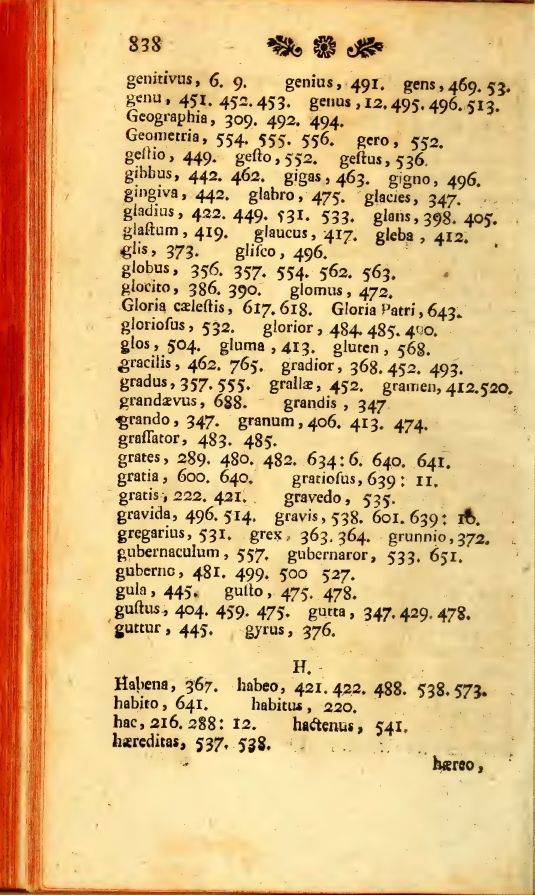 838
genitivus, 6. 9. genius, 491. gens, 469. 53.
genu, 451. 452. 453. genus, 12. 495. 496. 513.
Geographia, 309. 492. 494.
Geometria, 554. 555. 556. gero, 552.
geſtio, 449. geſto, 552. geſtus, 536.
gibbus, 442. 462. gigas, 463. gigno, 496.
gingiva, 442. glabro, 475. glacies, 347.
gladius, 422. 449. 531. 533. glans, 398. 405.
glaſtum, 419. glaucus, 417. gleba, 412.
glis, 373. gliſco, 496.
globus, 356. 357. 554. 562. 563.
glocito, 386. 390. glomus, 472.
Gloria cæleſtis, 617. 618. Gloria Patri, 643.
glorioſus, 532. glorior, 484. 485.
glos, 504. gluma, 413. gluten, 568.
gracilis, 462. 765. gradior, 368. 452. 493.
gradus, 357. 555. grallæ, 452. gramen, 412. 520.
grandævus, 688. grandis, 347
grando, 347. granum, 406. 413. 474.
graſſator, 483. 485.
grates, 289. 480. 482. 634: 6. 640. 641.
gratia, 600. 640. gratioſus, 639: 11.
gratis, 222. 421. gravedo, 535.
gravida, 496. 514. gravis, 538. 601. 639: 16.
gregarius, 531. grex, 363. 364. grunnio, 372.
gubernaculum, 557. gubernaror, 533. 651.
guberno, 481. 499. 500 527.
gula, 445. guſto, 475. 478.
guſtus, 404. 459. 475. gutta, 347. 429. 478.
guttur, 445. gyrus, 376.
H.
Habena, 367. habeo, 421. 422. 488. 538. 573.
habito, 641. habitus, 220.
hac, 216. 288: 12. hactenus, 541.
hæreditas, 537. 538.
hæreo,